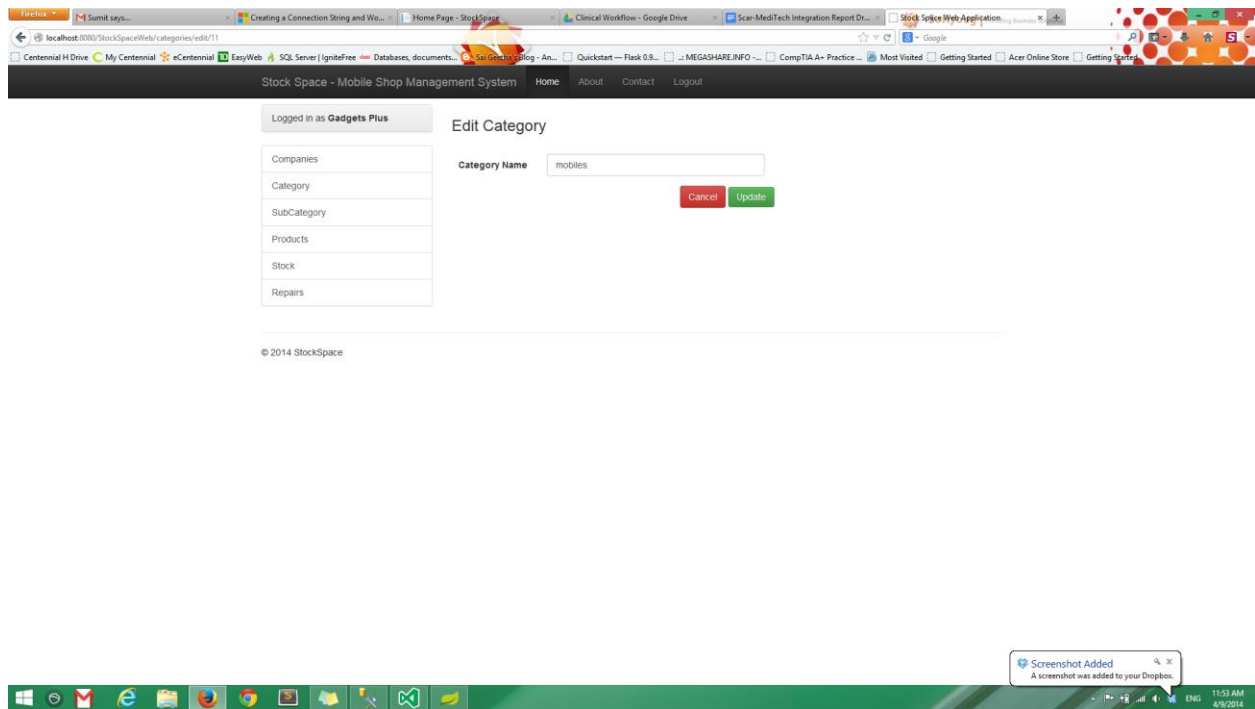 Firefox
Sumit says...
Creating a Connection String and Wo...
Home Page - StockSpace
Clinical Workflow - Google Drive
Scar-MediTech Integration Report Dr...
Stock Space Web Application
localhost:8080/StockSpaceWeb/categories/edit/11
Google
Centennial H Drive
My Centennial
eCentennial
EasyWeb
SQL Server | IgniteFree
Databases, documents...
Sai Geetha's Blog - An...
Quickstart — Flask 0.9...
.: MEGASHARE.INFO -...
CompTIA A+ Practice ...
Most Visited
Getting Started
Acer Online Store
Getting Started
Stock Space - Mobile Shop Management System
Home
About
Contact
Logout
Logged in as Gadgets Plus
Edit Category
Companies
Category
SubCategory
Products
Stock
Repairs
Category Name
mobiles
Cancel
Update
© 2014 StockSpace
Screenshot Added
A screenshot was added to your Dropbox.
ENG
11:53 AM
4/9/2014